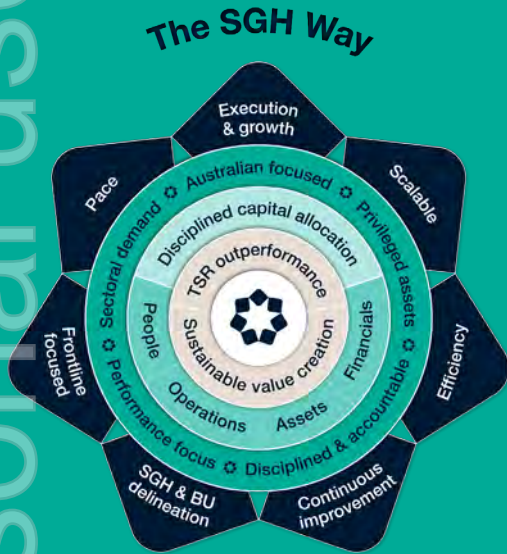 The SGH Way
Execution
& growth
Scalable
Efficiency
Continuous
improvement
SGH & BU
delineation
Frontline
focused
Pace
Australian focused
Privileged assets
Disciplined & accountable
Performance focus
Sectoral demand
Disciplined capital allocation
Financials
Assets
Operations
People
TSR outperformance
Sustainable value creation